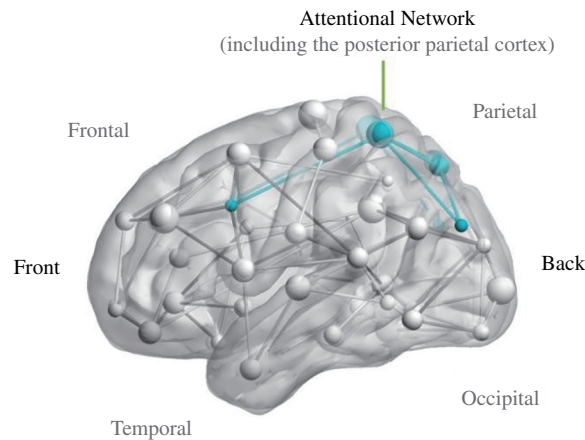 Attentional Network
(including the posterior parietal cortex)
Frontal
Parietal
Front
Back
Occipital
Temporal